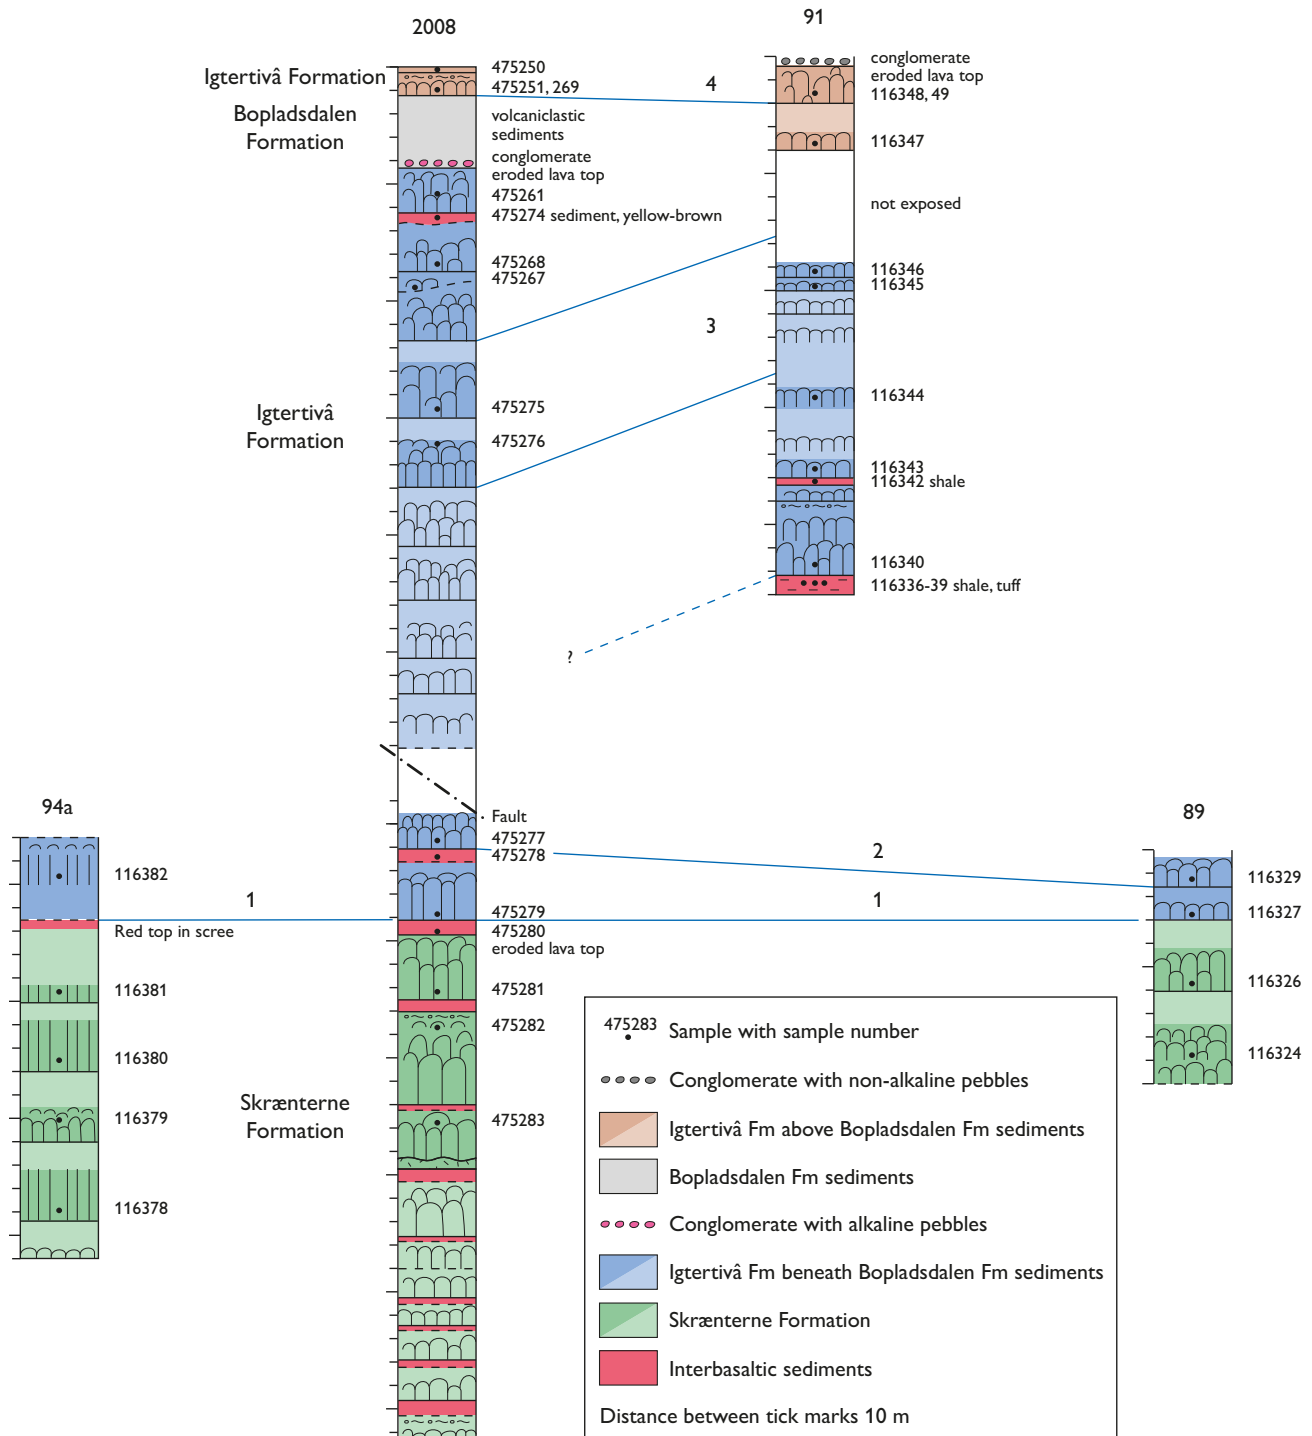 2008
91
Igtertivâ Formation
Bopladsdalen
Formation
475250
475251, 269
volcaniclastic
sediments
conglomerate
eroded lava top
475261
475274 sediment, yellow-brown
475268
475267
Igtertivâ
Formation
475275
475276
Fault
475277
475278
475279
475280
eroded lava top
475281
475282
Skrænterne
Formation
475283
4
conglomerate
eroded lava top
116348, 49
116347
not exposed
3
116346
116345
116344
116343
116342 shale
116340
116336-39 shale, tuff
?
94a
116382
1
Red top in scree
116381
116380
116379
116378
2
1
89
116329
116327
116326
116324
475283 Sample with sample number
Conglomerate with non-alkaline pebbles
Igtertivâ Fm above Bopladsdalen Fm sediments
Bopladsdalen Fm sediments
Conglomerate with alkaline pebbles
Igtertivâ Fm beneath Bopladsdalen Fm sediments
Skrænterne Formation
Interbasaltic sediments
Distance between tick marks 10 m